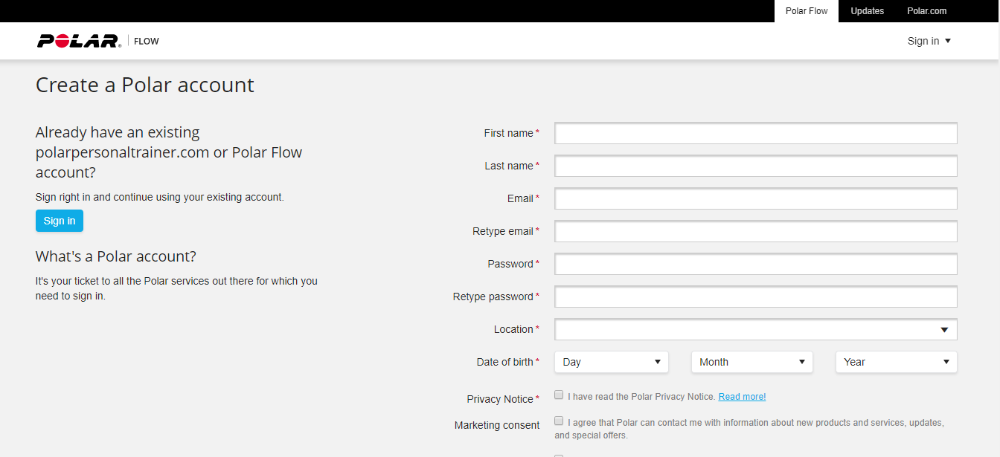 Polar Flow Updates Polar.com
POLAR® FLOW
Sign in
Create a Polar account
Already have an existing
polarpersonaltrainer.com or Polar Flow
account?
Sign right in and continue using your existing account.
Sign in
What's a Polar account?
It's your ticket to all the Polar services out there for which you
need to sign in.
First name *
Last name *
Email *
Retype email *
Password *
Retype password *
Location *
Date of birth * Day Month Year
Privacy Notice * I have read the Polar Privacy Notice. Read more!
Marketing consent I agree that Polar can contact me with information about new products and services, updates,
and special offers.